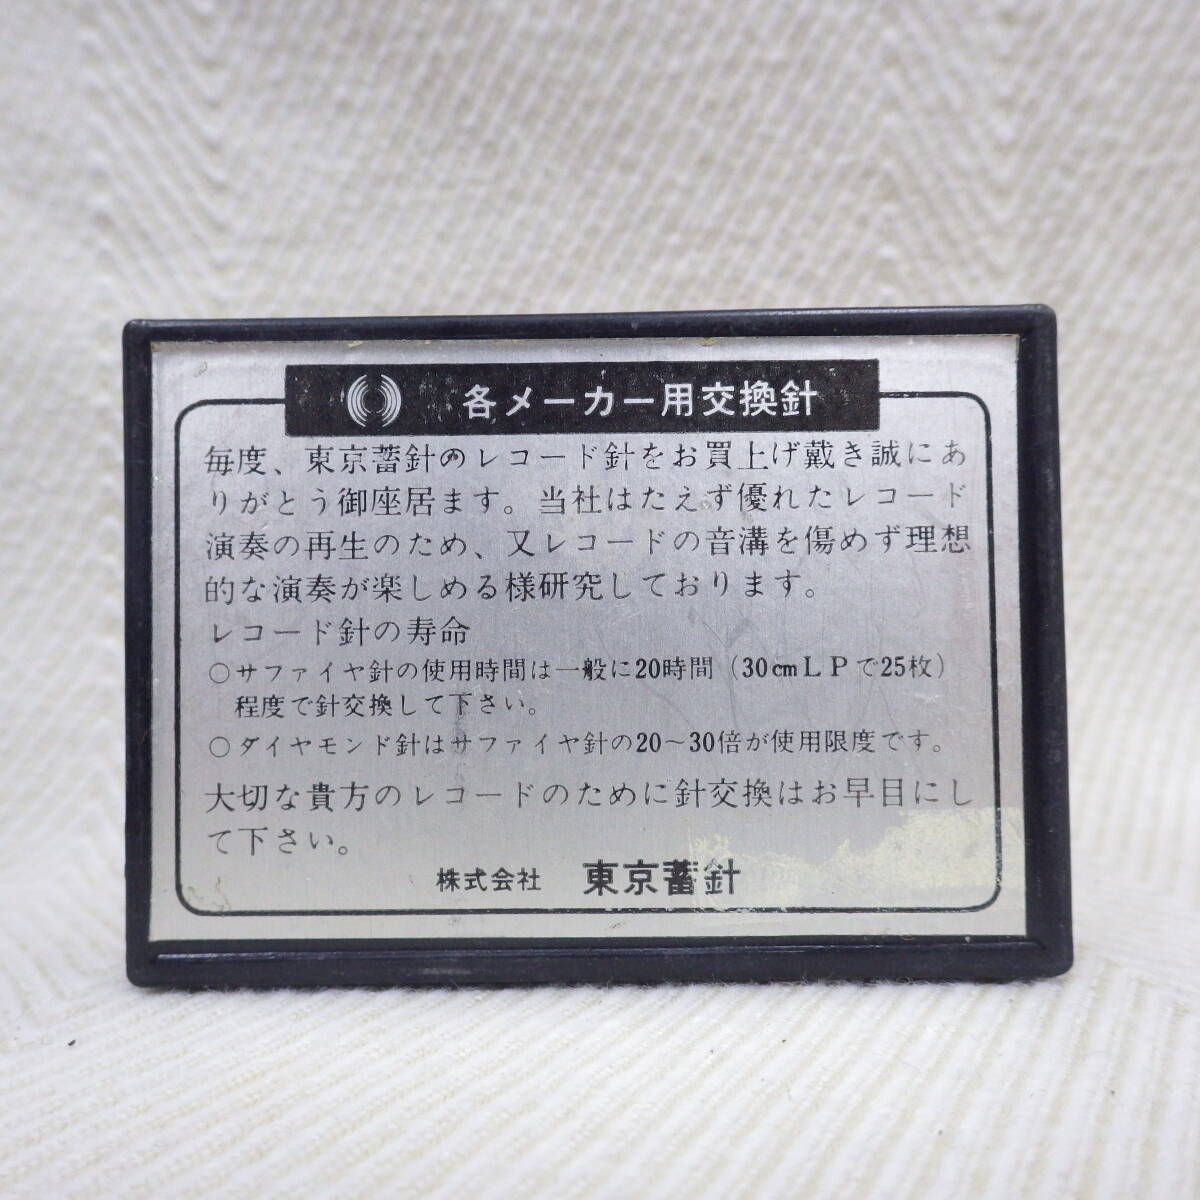 各メーカー用交換針
毎度、東京蓄針のレコード針をお買上げ戴き誠にあ
りがとう御座居ます。当社はたえず優れたレコード
演奏の再生のため、又レコードの音溝を傷めず理想
的な演奏が楽しめる様研究しております。
レコード針の寿命
○サファイヤ針の使用時間は一般に20時間（30cmＬＰで25枚）
程度で針交換して下さい。
○ダイヤモンド針はサファイヤ針の20～30倍が使用限度です。
大切な貴方のレコードのために針交換はお早目にし
て下さい。
株式会社 東京蓄針